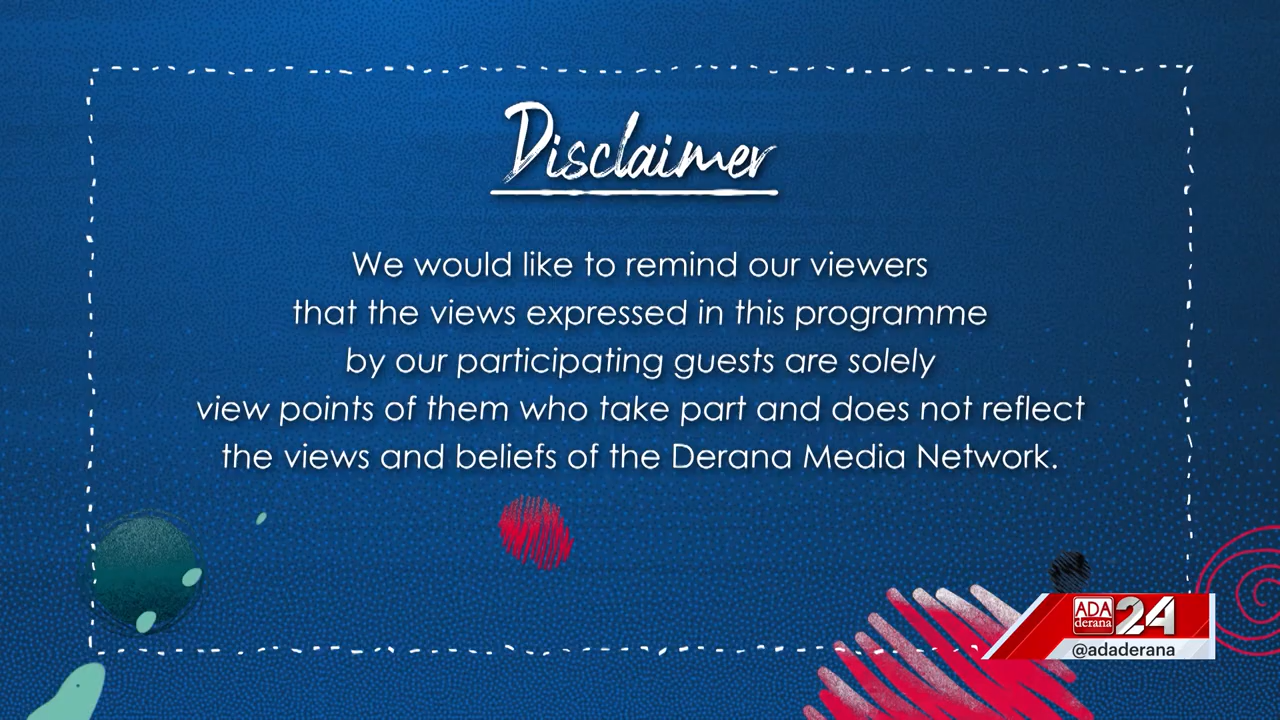 Disclaimer
We would like to remind our viewers
that the views expressed in this programme
by our participating guests are solely
view points of them who take part and does not reflect
the views and beliefs of the Derana Media Network.
ADA
derana
24
@adaderana